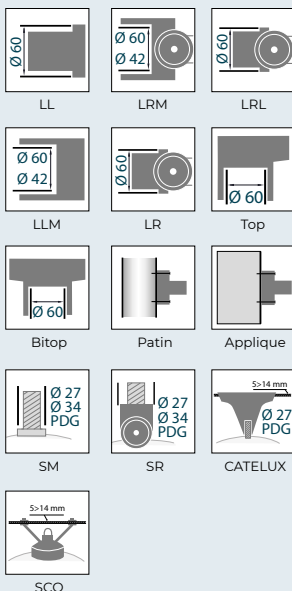 Ø 60
Ø 60
Ø 42
Ø 60
LL
LRM
LRL
Ø 60
Ø 42
Ø 60
Ø 60
LLM
LR
Top
Ø 60
Bitop
Patin
Applique
Ø 27
Ø 34
PDG
Ø 27
Ø 34
PDG
5>14 mm
Ø 27
PDG
SM
SR
CATELUX
5>14 mm
SCO